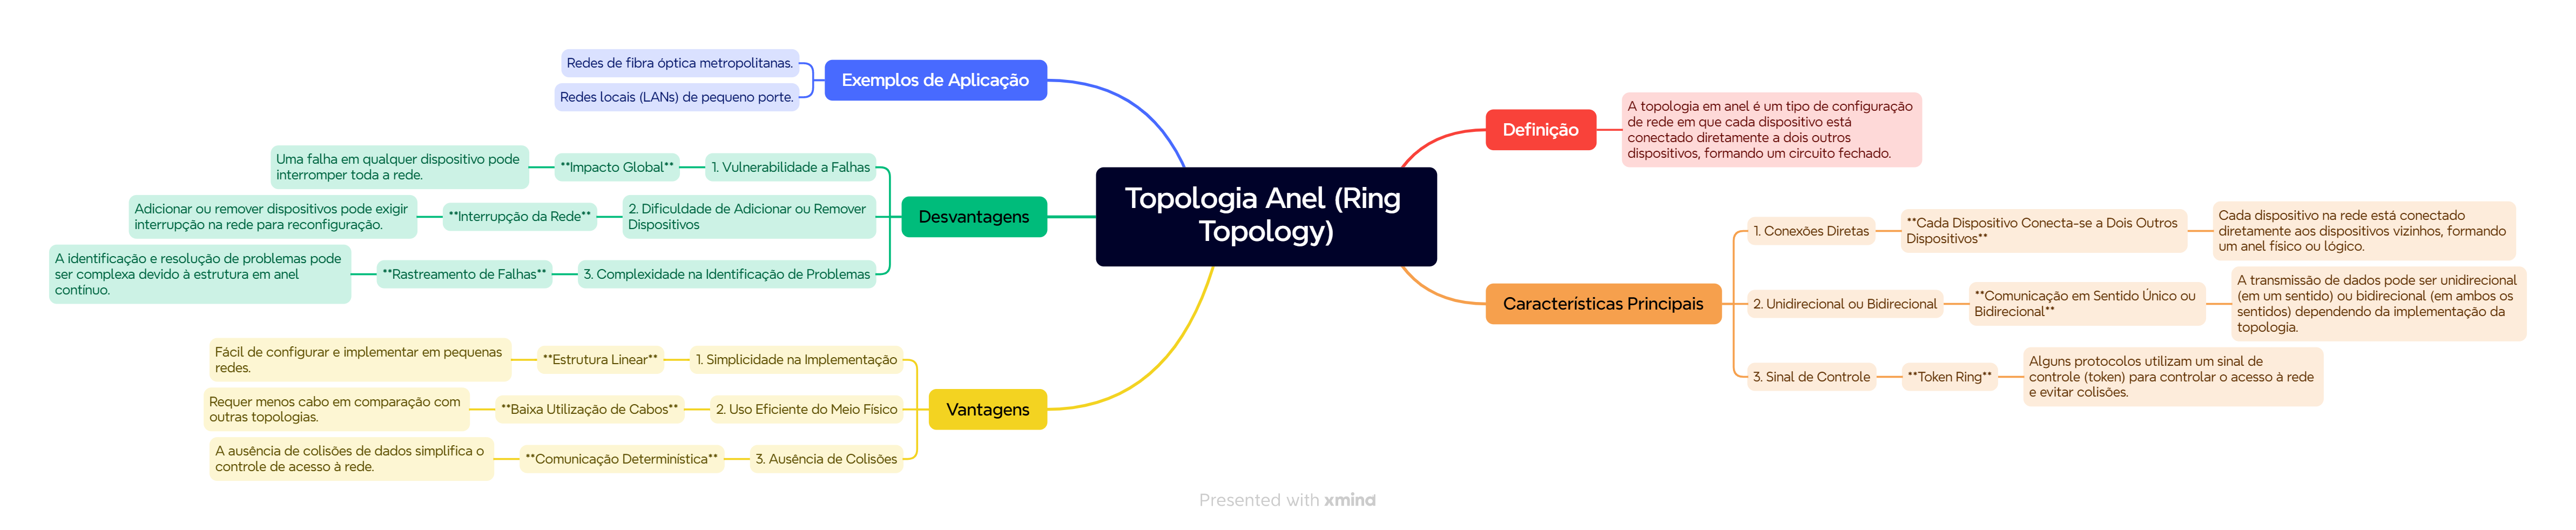 Topologia Anel (Ring
Topology)
Definição
A topologia em anel é um tipo de configuração
de rede em que cada dispositivo está
conectado diretamente a dois outros
dispositivos, formando um circuito fechado.
Características Principais
1. Conexões Diretas
**Cada Dispositivo Conecta-se a Dois Outros
Dispositivos**
Cada dispositivo na rede está conectado
diretamente aos dispositivos vizinhos, formando
um anel físico ou lógico.
2. Unidirecional ou Bidirecional
**Comunicação em Sentido Único ou
Bidirecional**
A transmissão de dados pode ser unidirecional
(em um sentido) ou bidirecional (em ambos os
sentidos) dependendo da implementação da
topologia.
3. Sinal de Controle
**Token Ring**
Alguns protocolos utilizam um sinal de
controle (token) para controlar o acesso à rede
e evitar colisões.
Vantagens
1. Simplicidade na Implementação
**Estrutura Linear**
Fácil de configurar e implementar em pequenas
redes.
2. Uso Eficiente do Meio Físico
**Baixa Utilização de Cabos**
Requer menos cabo em comparação com
outras topologias.
3. Ausência de Colisões
**Comunicação Determinística**
A ausência de colisões de dados simplifica o
controle de acesso à rede.
Desvantagens
1. Vulnerabilidade a Falhas
**Impacto Global**
Uma falha em qualquer dispositivo pode
interromper toda a rede.
2. Dificuldade de Adicionar ou Remover
Dispositivos
**Interrupção da Rede**
Adicionar ou remover dispositivos pode exigir
interrupção na rede para reconfiguração.
3. Complexidade na Identificação de Problemas
**Rastreamento de Falhas**
A identificação e resolução de problemas pode
ser complexa devido à estrutura em anel
contínuo.
Exemplos de Aplicação
Redes de fibra óptica metropolitanas.
Redes locais (LANs) de pequeno porte.
Presented with xmind